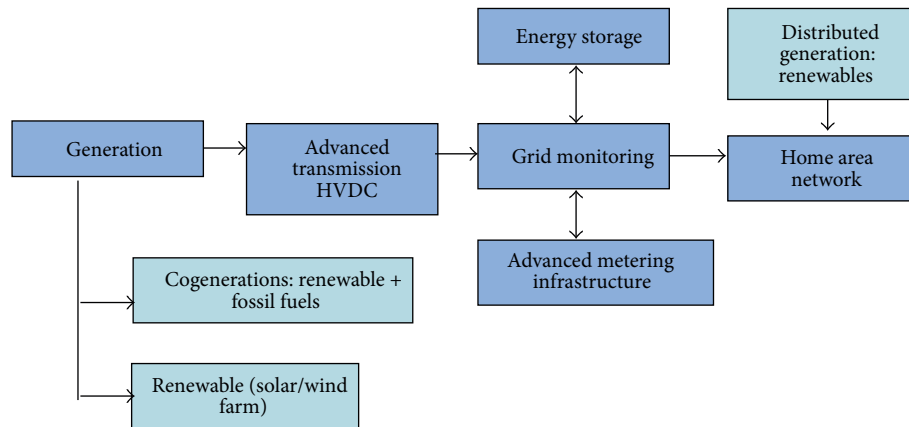 Energy storage
Distributed
generation:
renewables
Generation
Advanced
transmission
HVDC
Grid monitoring
Home area
network
Advanced metering
infrastructure
Cogenerations: renewable +
fossil fuels
Renewable (solar/wind
farm)